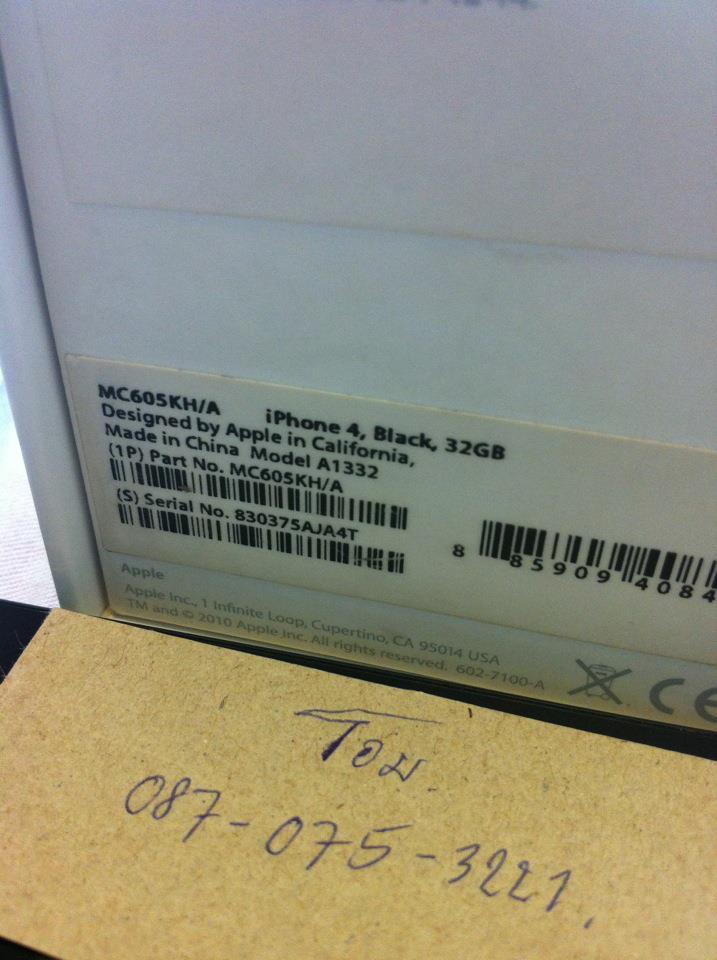 MC605KH/A iPhone 4, Black, 32GB
Designed by Apple in California,
Made in China Model A1332
(1P) Part No. MC605KH/A
(S) Serial No. 830375AJA4T
8 85909 4084
Apple
Apple Inc., 1 Infinite Loop, Cupertino, CA 95014 USA
TM and © 2010 Apple Inc. All rights reserved. 602-7100-A
CE
087-075-3221.